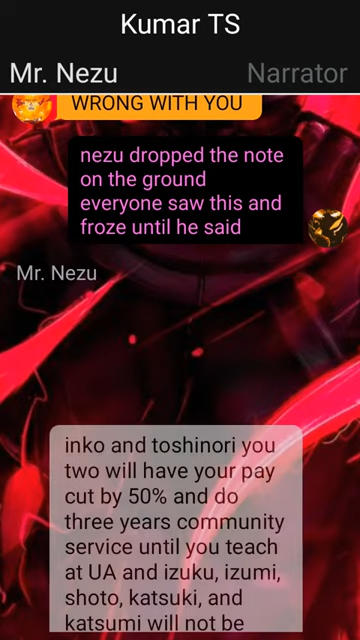 Kumar TS
Mr. Nezu
Narrator
WRONG WITH YOU
nezu dropped the note
on the ground
everyone saw this and
froze until he said
Mr. Nezu
inko and toshinori you
two will have your pay
cut by 50% and do
three years community
service until you teach
at UA and izuku, izumi,
shoto, katsuki, and
katsumi will not be